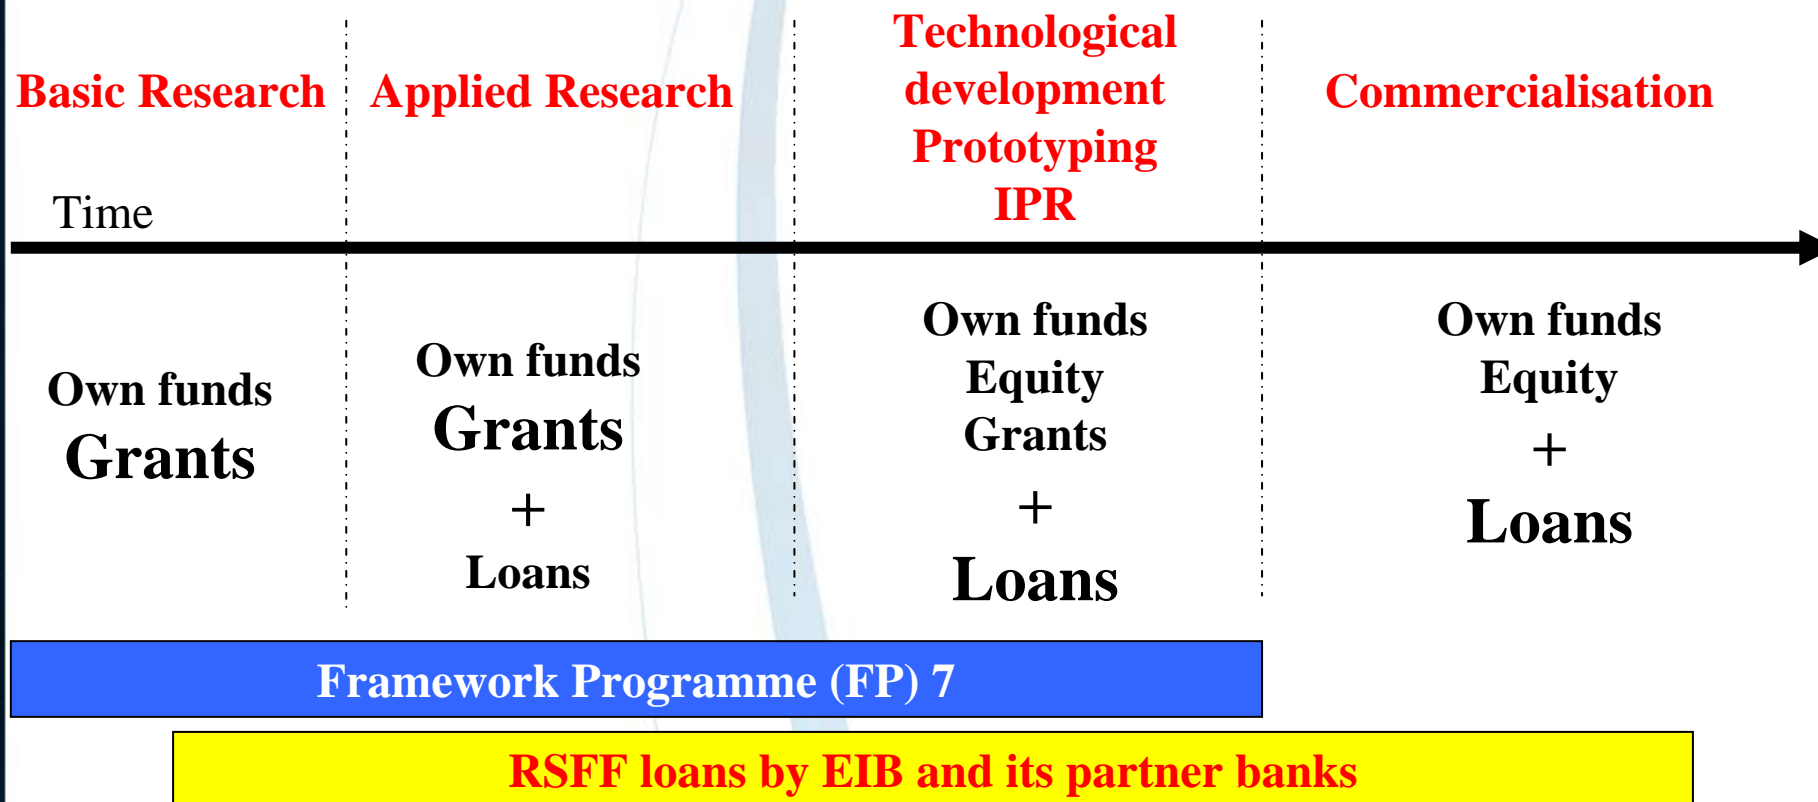 Basic Research
Applied Research
Technological
development
Prototyping
IPR
Commercialisation
Time
Own funds
Grants
Own funds
Grants
+
Loans
Own funds
Equity
Grants
+
Loans
Own funds
Equity
+
Loans
Framework Programme (FP) 7
RSFF loans by EIB and its partner banks